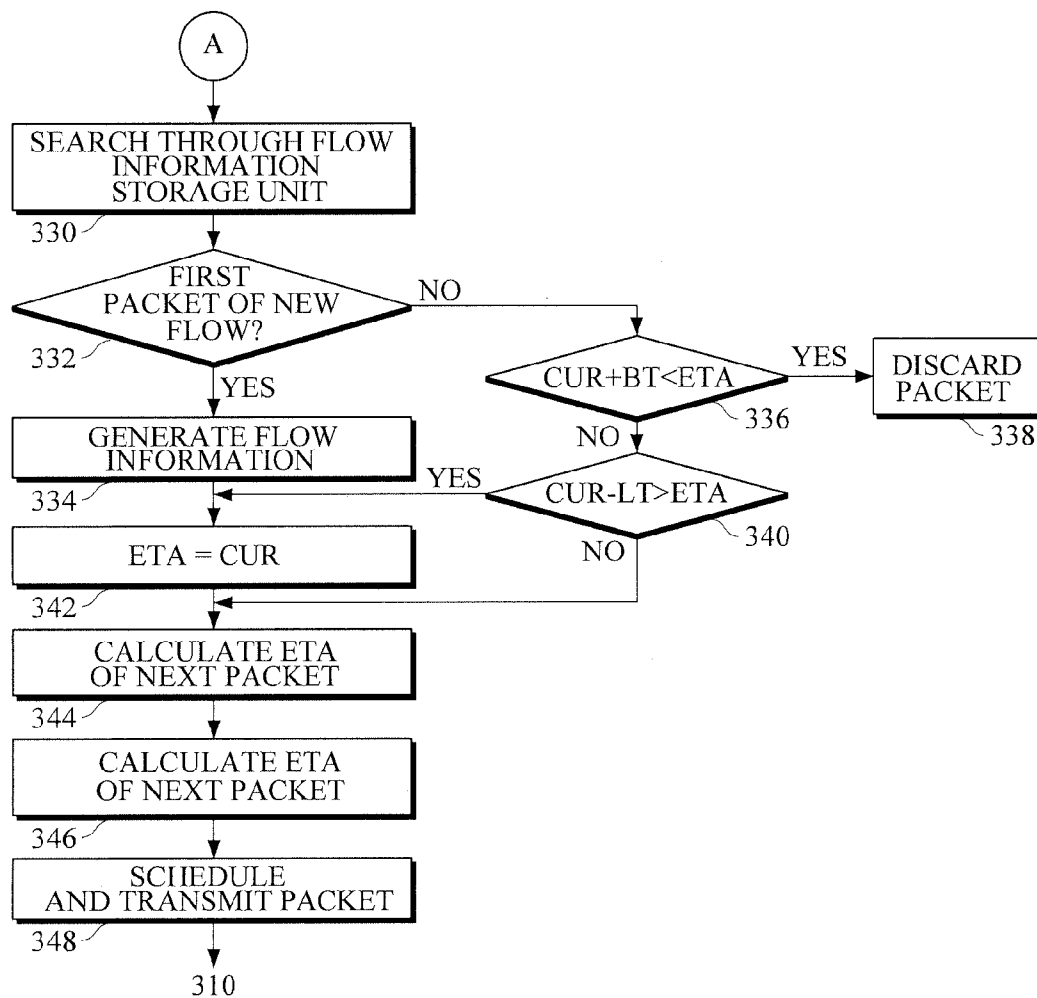 A
SEARCH THROUGH FLOW
INFORMATION
STORAGE UNIT
330
FIRST
PACKET OF NEW
FLOW?
332
NO
YES
CUR+BT<ETA
336
YES
DISCARD
PACKET
338
NO
GENERATE FLOW
INFORMATION
334
YES
CUR-LT>ETA
340
NO
ETA = CUR
342
CALCULATE ETA
OF NEXT PACKET
344
CALCULATE ETA
OF NEXT PACKET
346
SCHEDULE
AND TRANSMIT PACKET
348
310